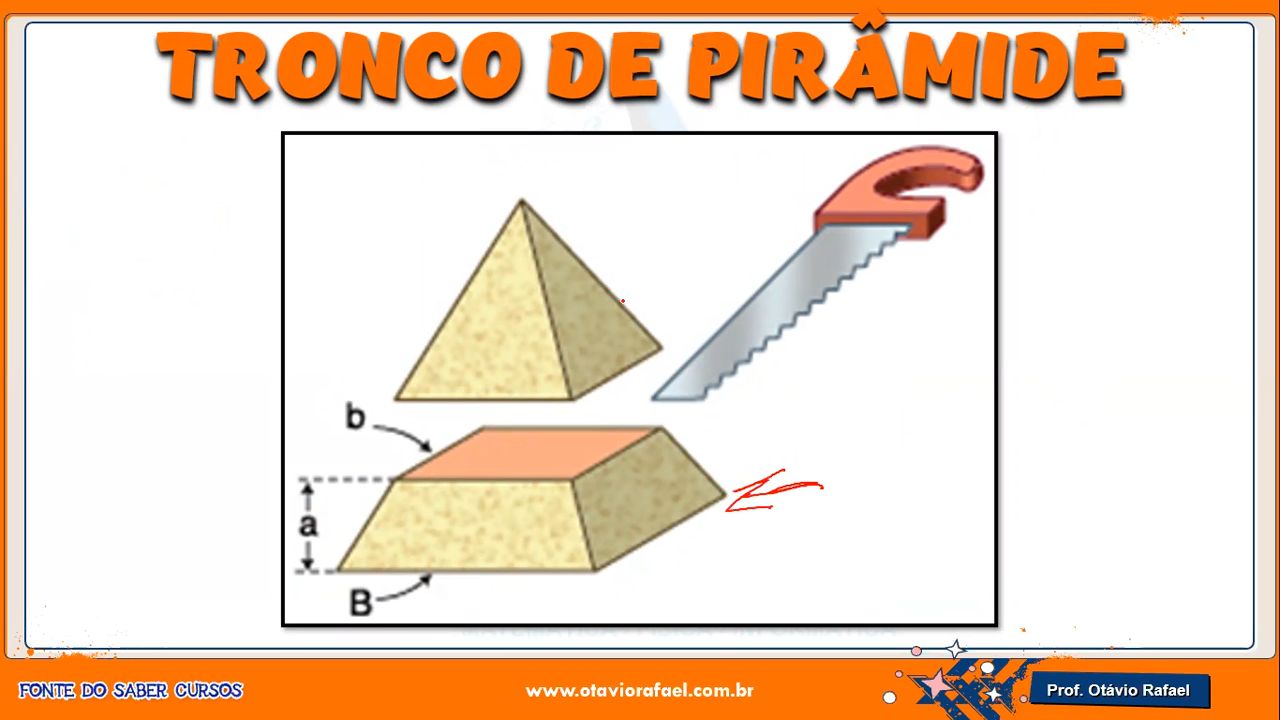 TRONCO DE PIRÂMIDE
b
a
B
FONTE DO SABER CURSOS
www.otaviorafael.com.br
Prof. Otávio Rafael